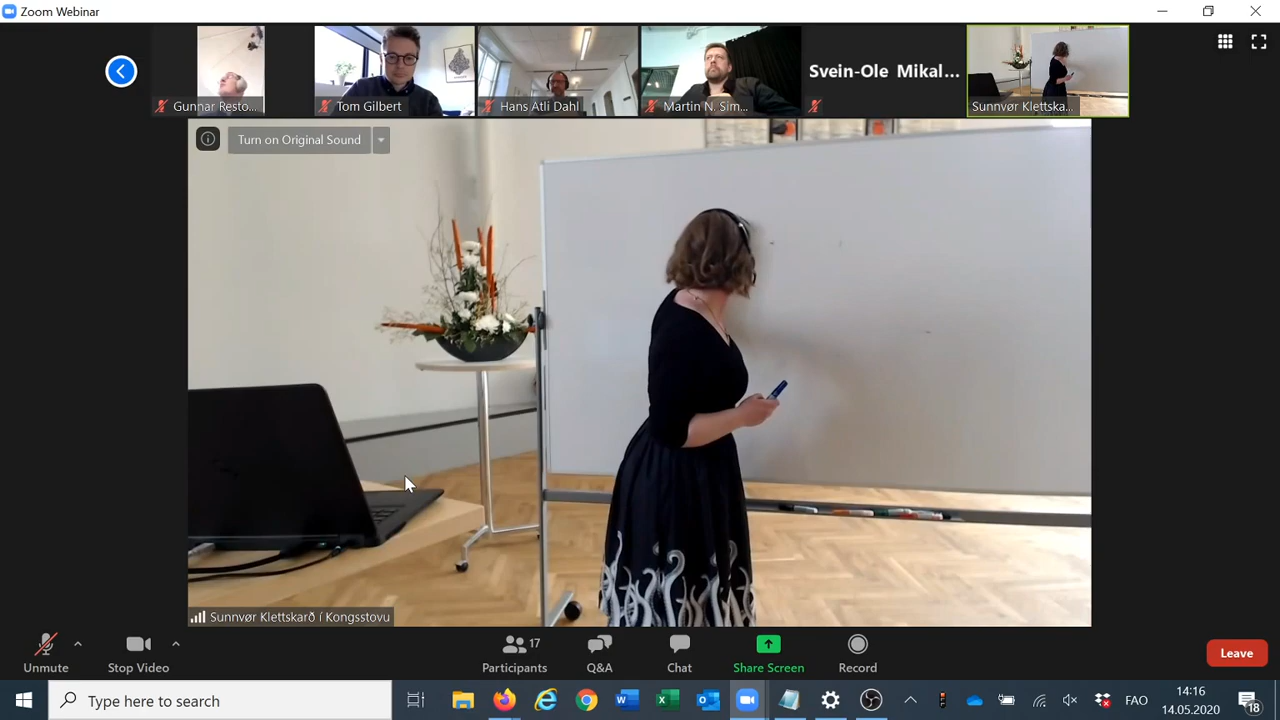 Zoom Webinar
Gunnar Resto...
Tom Gilbert
Hans Atli Dahl
Martin N. Sim...
Svein-Ole Mikal...
Sunnvør Klettska...
Turn on Original Sound
Sunnvør Klettskarð í Kongsstovu
Unmute
Stop Video
17
Participants
Q&A
Chat
Share Screen
Record
Leave
Type here to search
FAO
14:16
14.05.2020
18